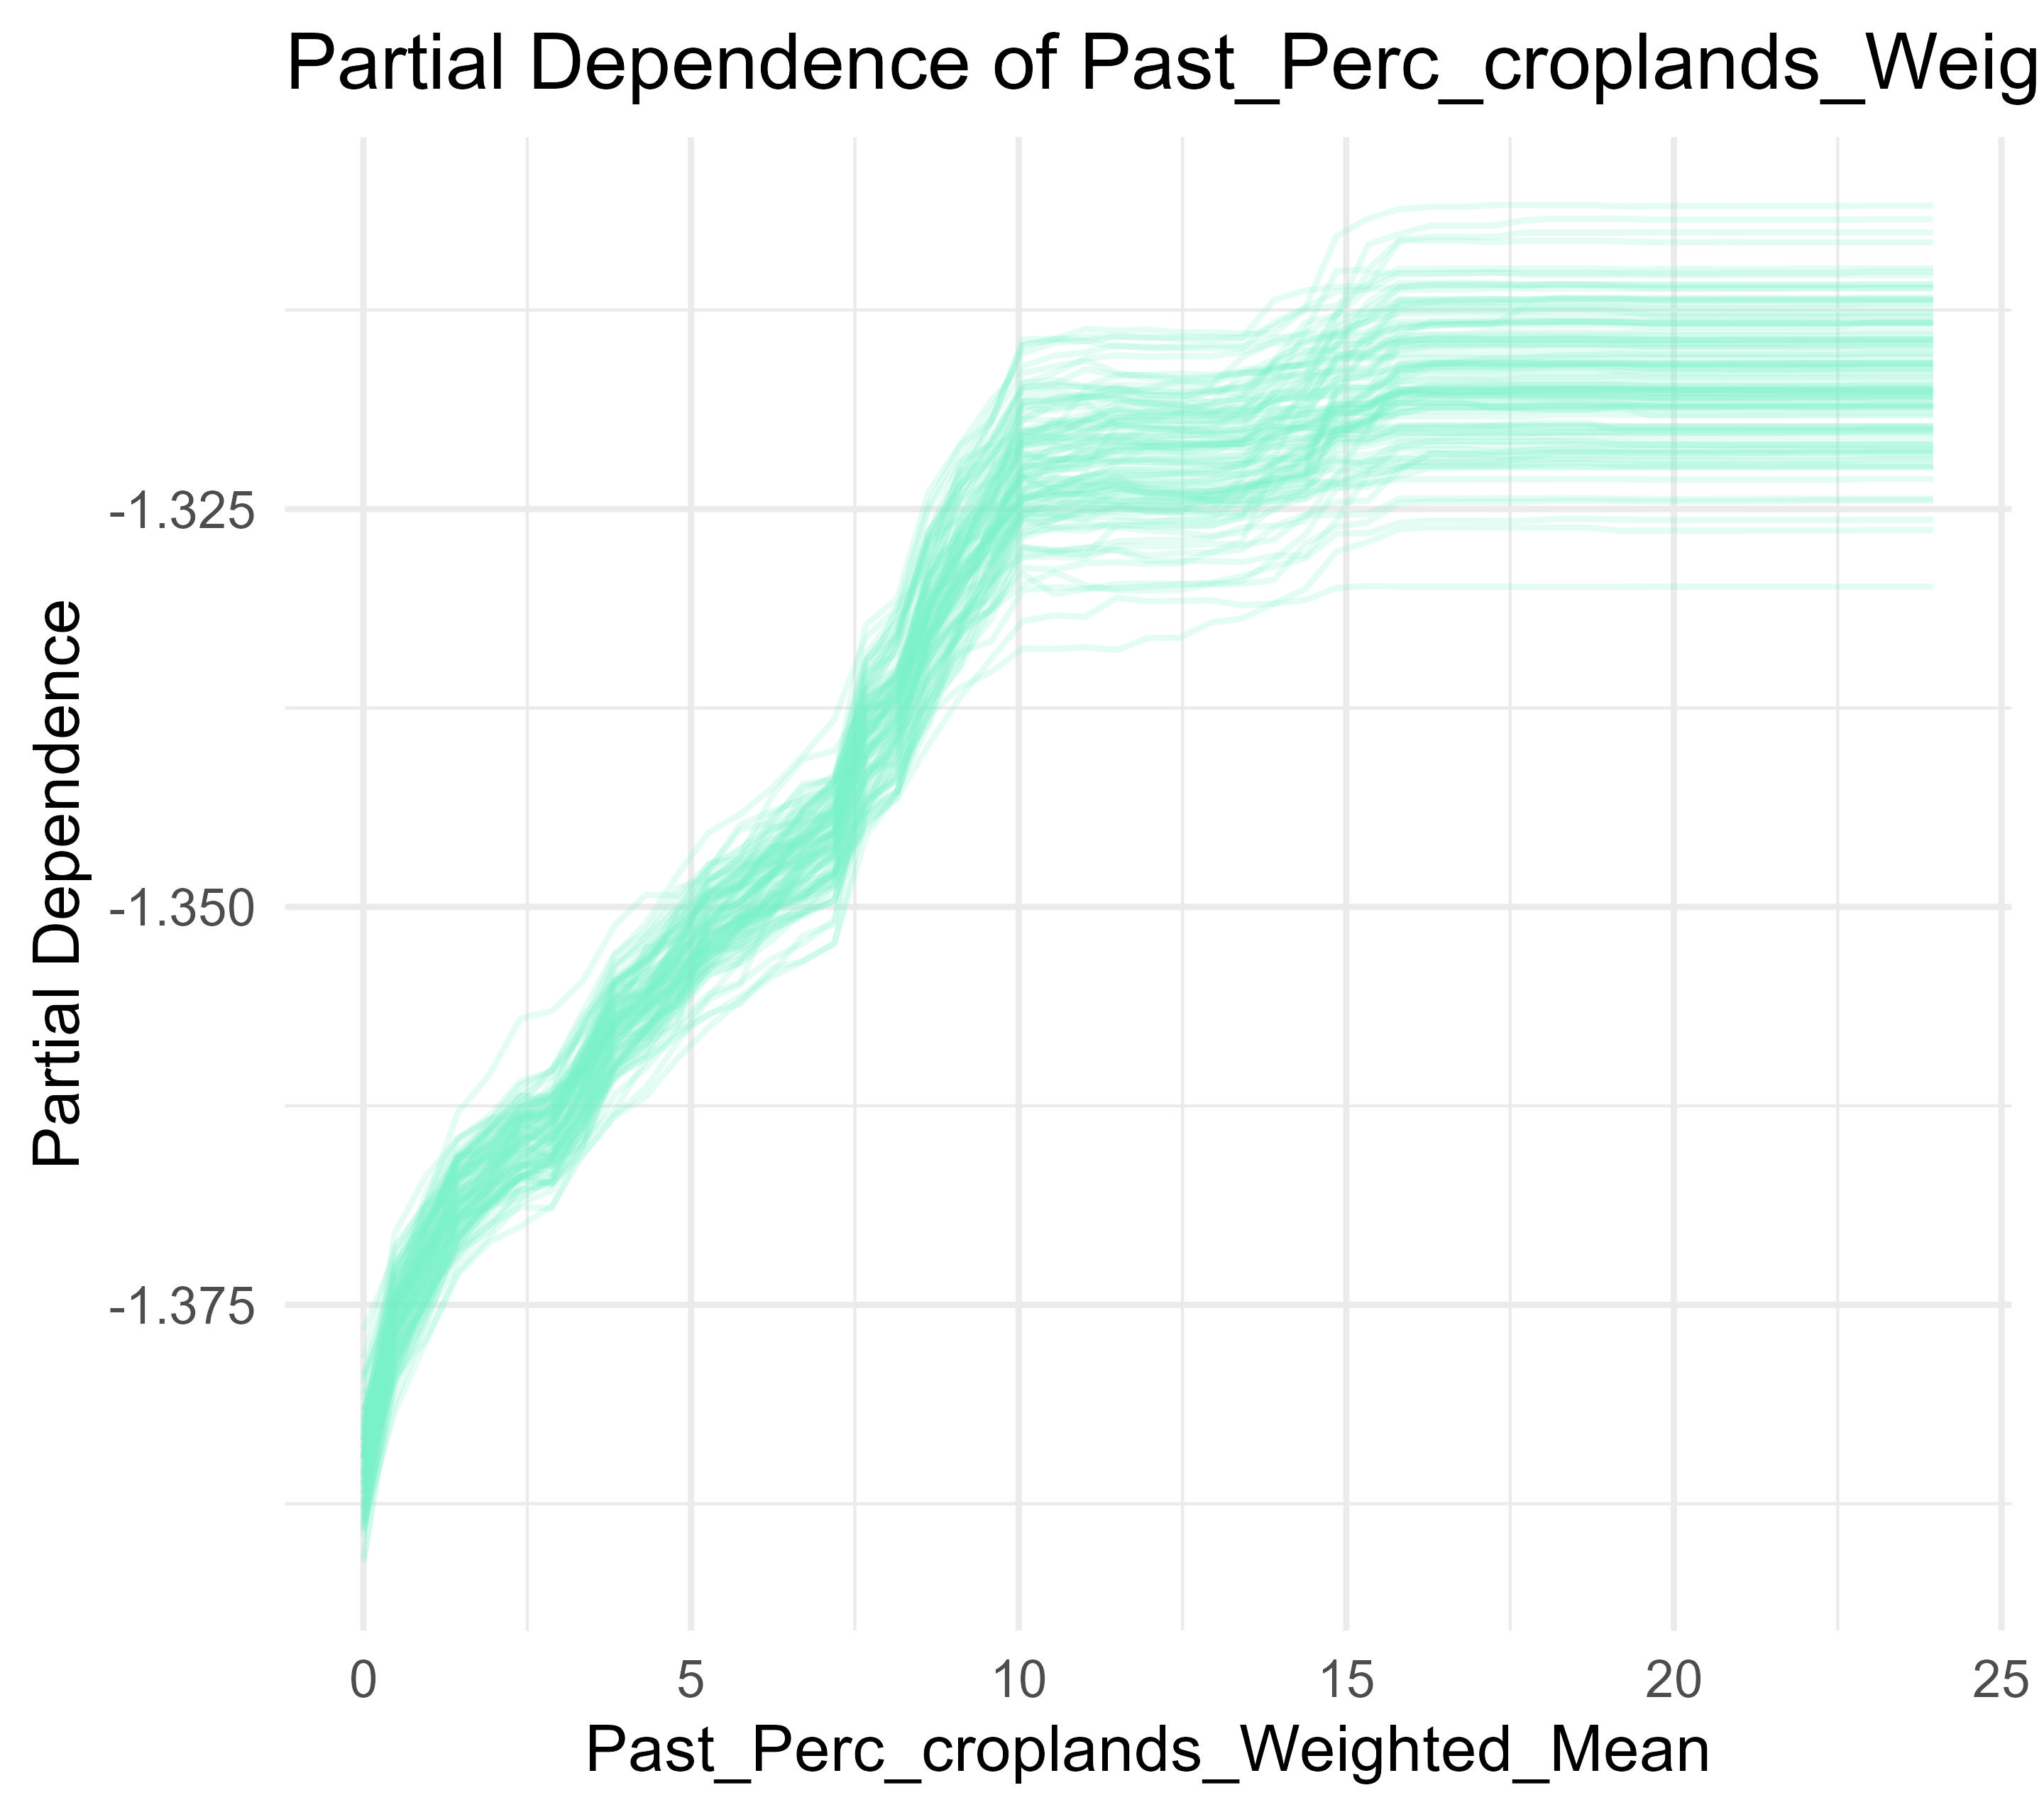 Partial Dependence of Past_Perc_croplands_Weig
Partial Dependence
-1.325
-1.350
-1.375
0 5 10 15 20 25
Past_Perc_croplands_Weighted_Mean